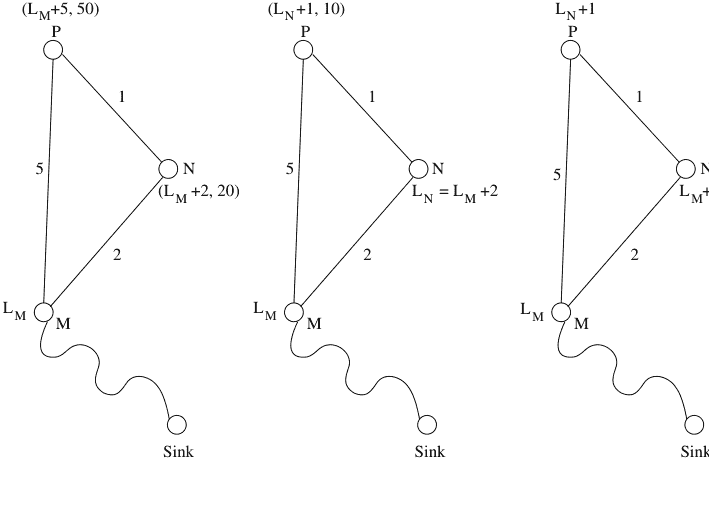 (L_M+5, 50)
P
1
5
N
(L_M +2, 20)
2
L_M
M
Sink
(L_N+1, 10)
P
1
5
N
L_N = L_M +2
2
L_M
M
Sink
L_N+1
P
1
5
N
L_M+
2
L_M
M
Sink